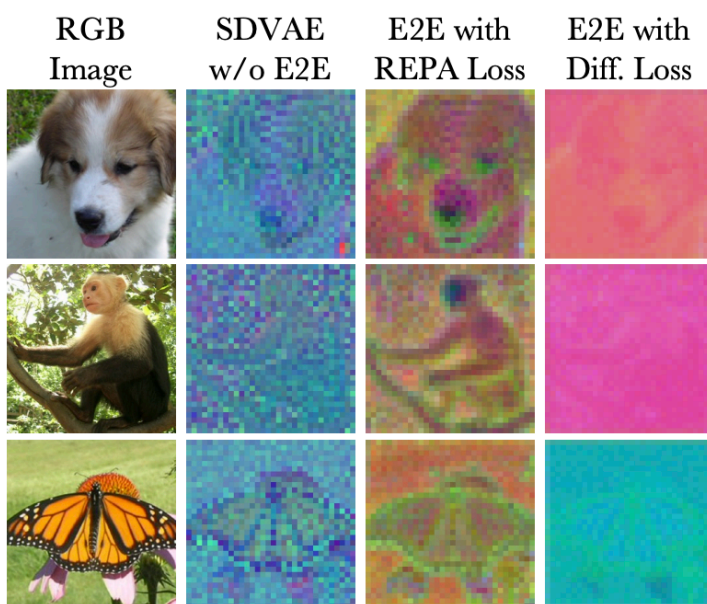 RGB
Image
SDVAE
w/o E2E
E2E with
REPA Loss
E2E with
Diff. Loss